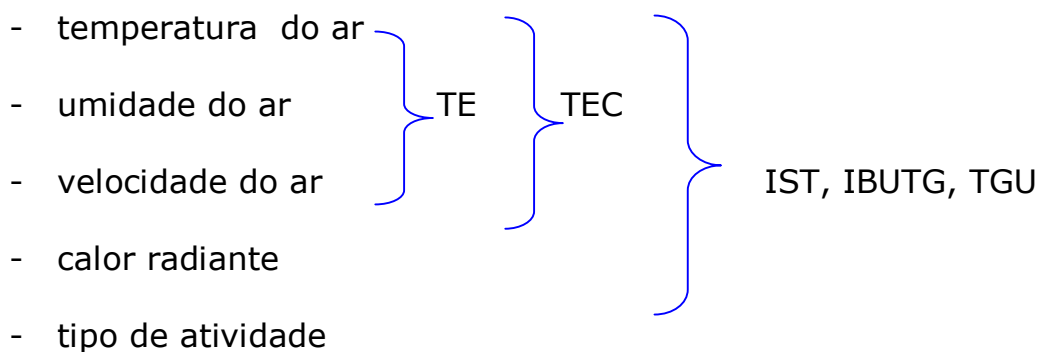 - temperatura do ar
- umidade do ar TE TEC
- velocidade do ar IST, IBUTG, TGU
- calor radiante
- tipo de atividade